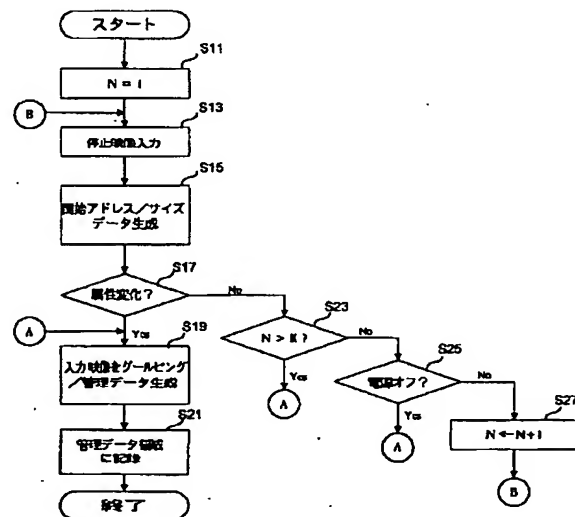 スタート
S11
N = 1
B
S13
停止映像入力
S15
開始アドレス/サイズ
データ生成
S17
属性変化?
No
Yes
A
S19
入力映像をグールピング
/管理データ生成
S21
管理データ領域
に記録
終了
S23
N > K ?
No
Yes
A
S25
電源オフ?
No
Yes
A
S27
N←N+1
B